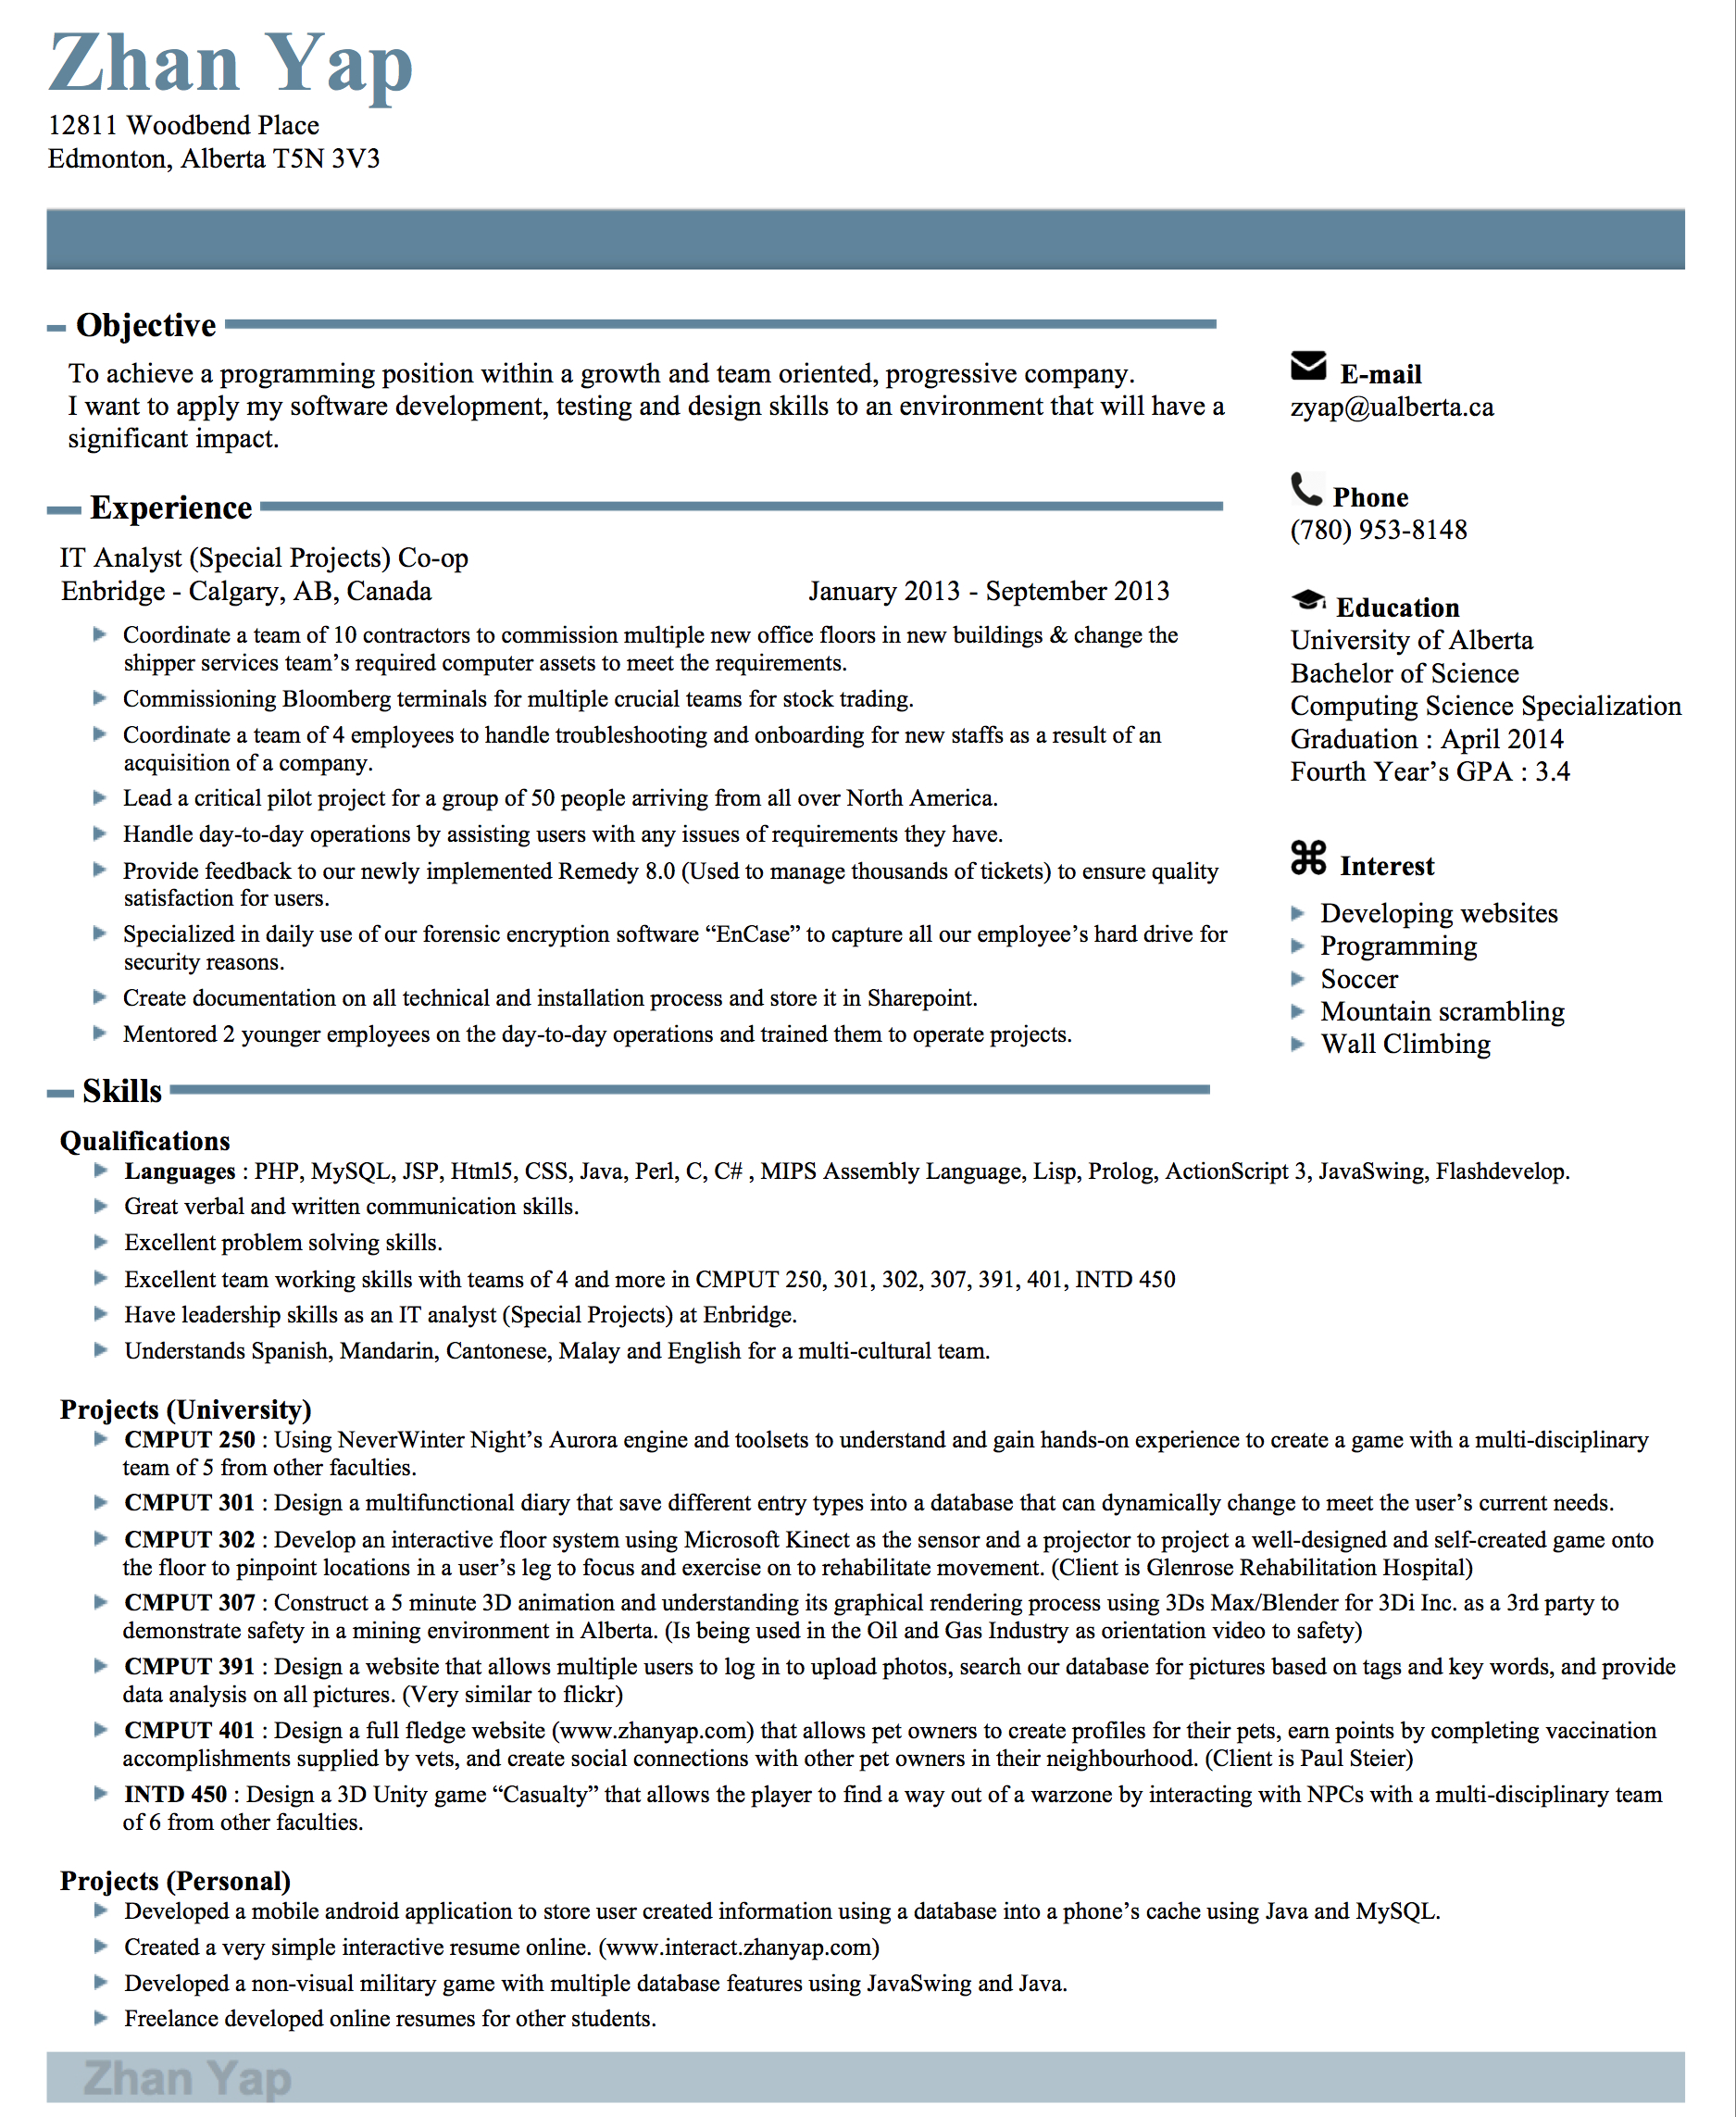 Zhan Yap
12811 Woodbend Place
Edmonton, Alberta T5N 3V3
Objective
To achieve a programming position within a growth and team oriented, progressive company.
I want to apply my software development, testing and design skills to an environment that will have a
significant impact.
Experience
IT Analyst (Special Projects) Co-op
Enbridge - Calgary, AB, Canada January 2013 - September 2013
Coordinate a team of 10 contractors to commission multiple new office floors in new buildings & change the
shipper services team’s required computer assets to meet the requirements.
Commissioning Bloomberg terminals for multiple crucial teams for stock trading.
Coordinate a team of 4 employees to handle troubleshooting and onboarding for new staffs as a result of an
acquisition of a company.
Lead a critical pilot project for a group of 50 people arriving from all over North America.
Handle day-to-day operations by assisting users with any issues of requirements they have.
Provide feedback to our newly implemented Remedy 8.0 (Used to manage thousands of tickets) to ensure quality
satisfaction for users.
Specialized in daily use of our forensic encryption software “EnCase” to capture all our employee’s hard drive for
security reasons.
Create documentation on all technical and installation process and store it in Sharepoint.
Mentored 2 younger employees on the day-to-day operations and trained them to operate projects.
E-mail
zyap@ualberta.ca
Phone
(780) 953-8148
Education
University of Alberta
Bachelor of Science
Computing Science Specialization
Graduation : April 2014
Fourth Year’s GPA : 3.4
Interest
Developing websites
Programming
Soccer
Mountain scrambling
Wall Climbing
Skills
Qualifications
Languages : PHP, MySQL, JSP, Html5, CSS, Java, Perl, C, C# , MIPS Assembly Language, Lisp, Prolog, ActionScript 3, JavaSwing, Flashdevelop.
Great verbal and written communication skills.
Excellent problem solving skills.
Excellent team working skills with teams of 4 and more in CMPUT 250, 301, 302, 307, 391, 401, INTD 450
Have leadership skills as an IT analyst (Special Projects) at Enbridge.
Understands Spanish, Mandarin, Cantonese, Malay and English for a multi-cultural team.
Projects (University)
CMPUT 250 : Using NeverWinter Night’s Aurora engine and toolsets to understand and gain hands-on experience to create a game with a multi-disciplinary
team of 5 from other faculties.
CMPUT 301 : Design a multifunctional diary that save different entry types into a database that can dynamically change to meet the user’s current needs.
CMPUT 302 : Develop an interactive floor system using Microsoft Kinect as the sensor and a projector to project a well-designed and self-created game onto
the floor to pinpoint locations in a user’s leg to focus and exercise on to rehabilitate movement. (Client is Glenrose Rehabilitation Hospital)
CMPUT 307 : Construct a 5 minute 3D animation and understanding its graphical rendering process using 3Ds Max/Blender for 3Di Inc. as a 3rd party to
demonstrate safety in a mining environment in Alberta. (Is being used in the Oil and Gas Industry as orientation video to safety)
CMPUT 391 : Design a website that allows multiple users to log in to upload photos, search our database for pictures based on tags and key words, and provide
data analysis on all pictures. (Very similar to flickr)
CMPUT 401 : Design a full fledge website (www.zhanyap.com) that allows pet owners to create profiles for their pets, earn points by completing vaccination
accomplishments supplied by vets, and create social connections with other pet owners in their neighbourhood. (Client is Paul Steier)
INTD 450 : Design a 3D Unity game “Casualty” that allows the player to find a way out of a warzone by interacting with NPCs with a multi-disciplinary team
of 6 from other faculties.
Projects (Personal)
Developed a mobile android application to store user created information using a database into a phone’s cache using Java and MySQL.
Created a very simple interactive resume online. (www.interact.zhanyap.com)
Developed a non-visual military game with multiple database features using JavaSwing and Java.
Freelance developed online resumes for other students.
Zhan Yap